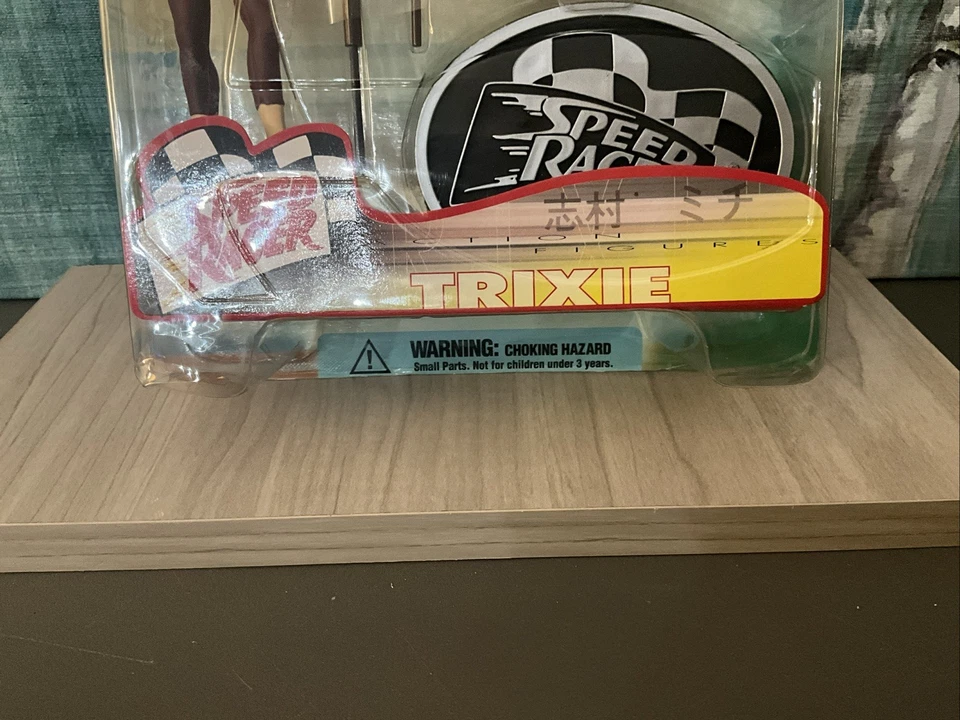 SPEED
RACER
志村 ミチ
SPEED
RACER
ACTION
FIGURES
TRIXIE
WARNING: CHOKING HAZARD
Small Parts. Not for children under 3 years.